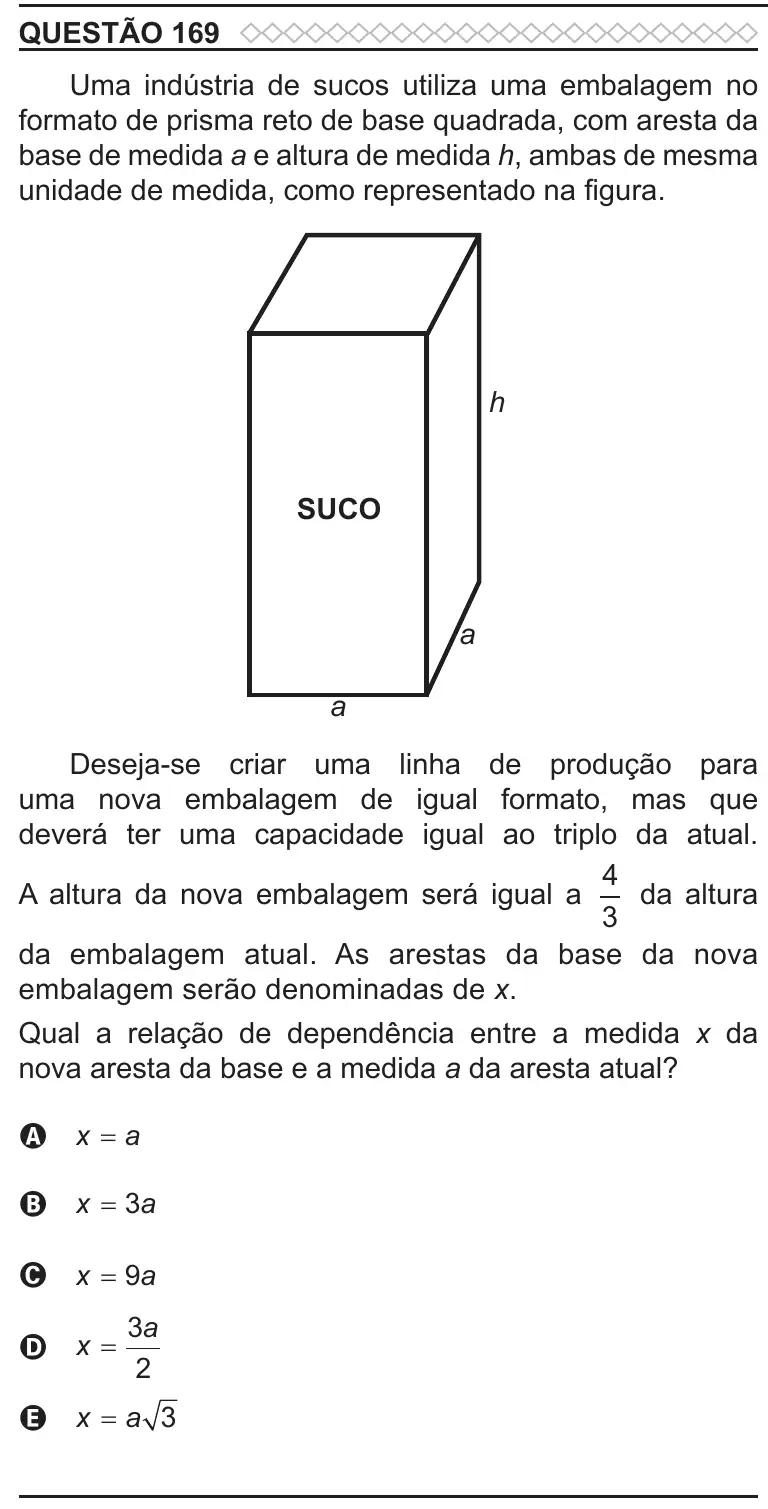 QUESTÃO 169
Uma indústria de sucos utiliza uma embalagem no
formato de prisma reto de base quadrada, com aresta da
base de medida a e altura de medida h, ambas de mesma
unidade de medida, como representado na figura.
h
SUCO
a
a
Deseja-se criar uma linha de produção para
uma nova embalagem de igual formato, mas que
deverá ter uma capacidade igual ao triplo da atual.
A altura da nova embalagem será igual a 4/3 da altura
da embalagem atual. As arestas da base da nova
embalagem serão denominadas de x.
Qual a relação de dependência entre a medida x da
nova aresta da base e a medida a da aresta atual?
A x = a
B x = 3a
C x = 9a
D x = 3a/2
E x = a√3